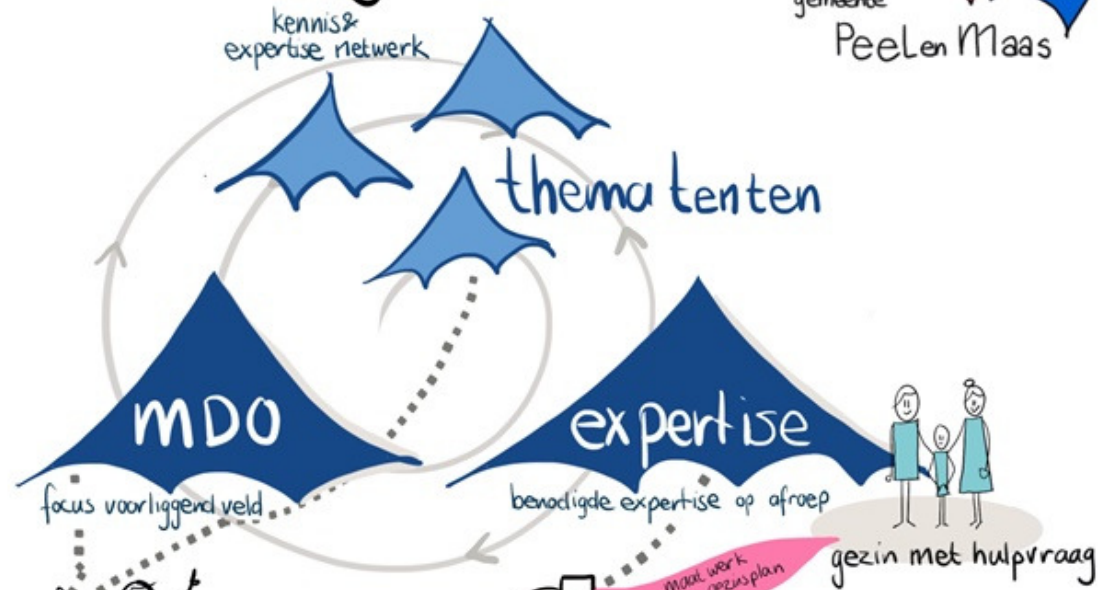 kennis&
expertise netwerk
gemeente
Peel en Maas
thema tenten
MDO
expertise
focus voorliggend veld
benodigde expertise op afroep
gezin met hulpvraag
maat werk
gezinsplan